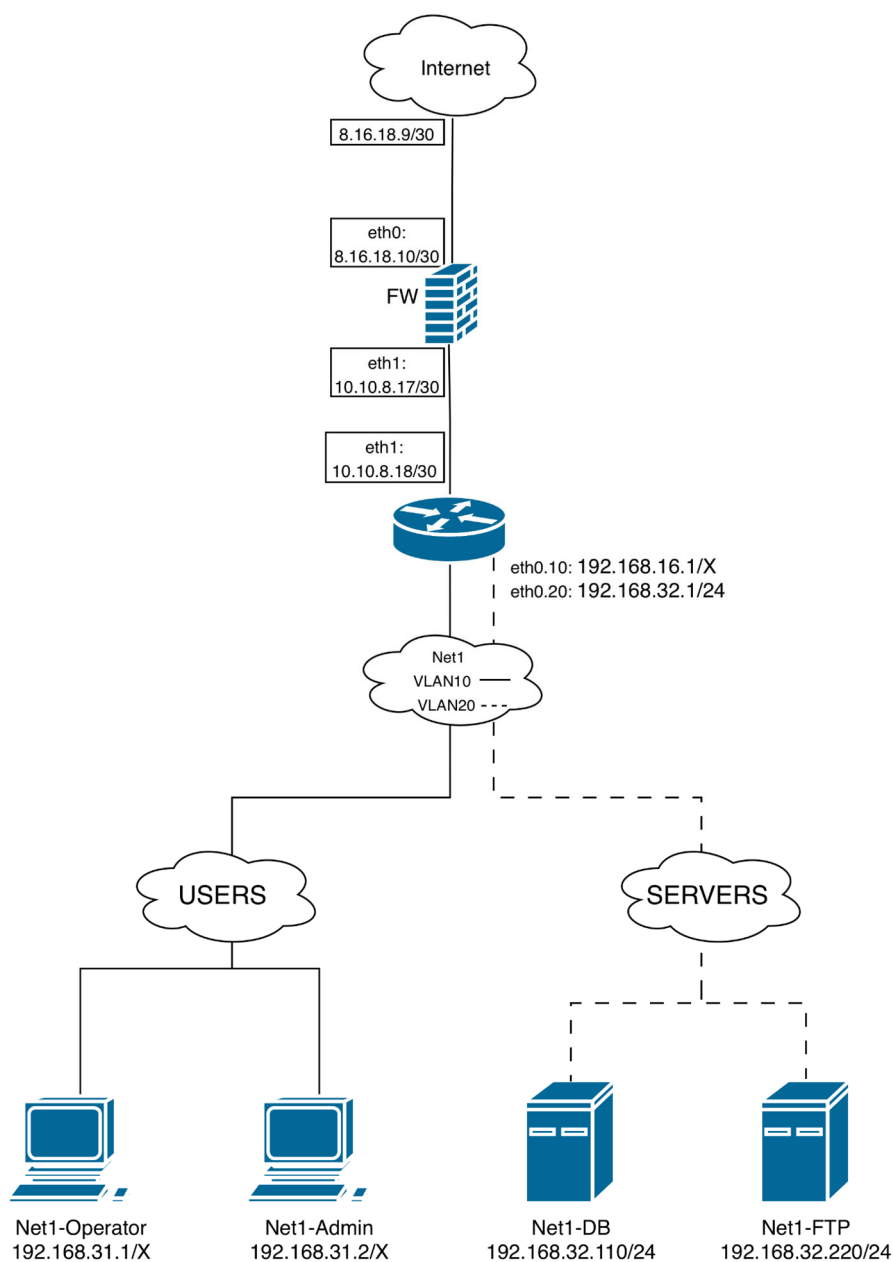 Internet
8.16.18.9/30
eth0:
8.16.18.10/30
FW
eth1:
10.10.8.17/30
eth1:
10.10.8.18/30
eth0.10: 192.168.16.1/X
eth0.20: 192.168.32.1/24
Net1
VLAN10
VLAN20
USERS
SERVERS
Net1-Operator
192.168.31.1/X
Net1-Admin
192.168.31.2/X
Net1-DB
192.168.32.110/24
Net1-FTP
192.168.32.220/24